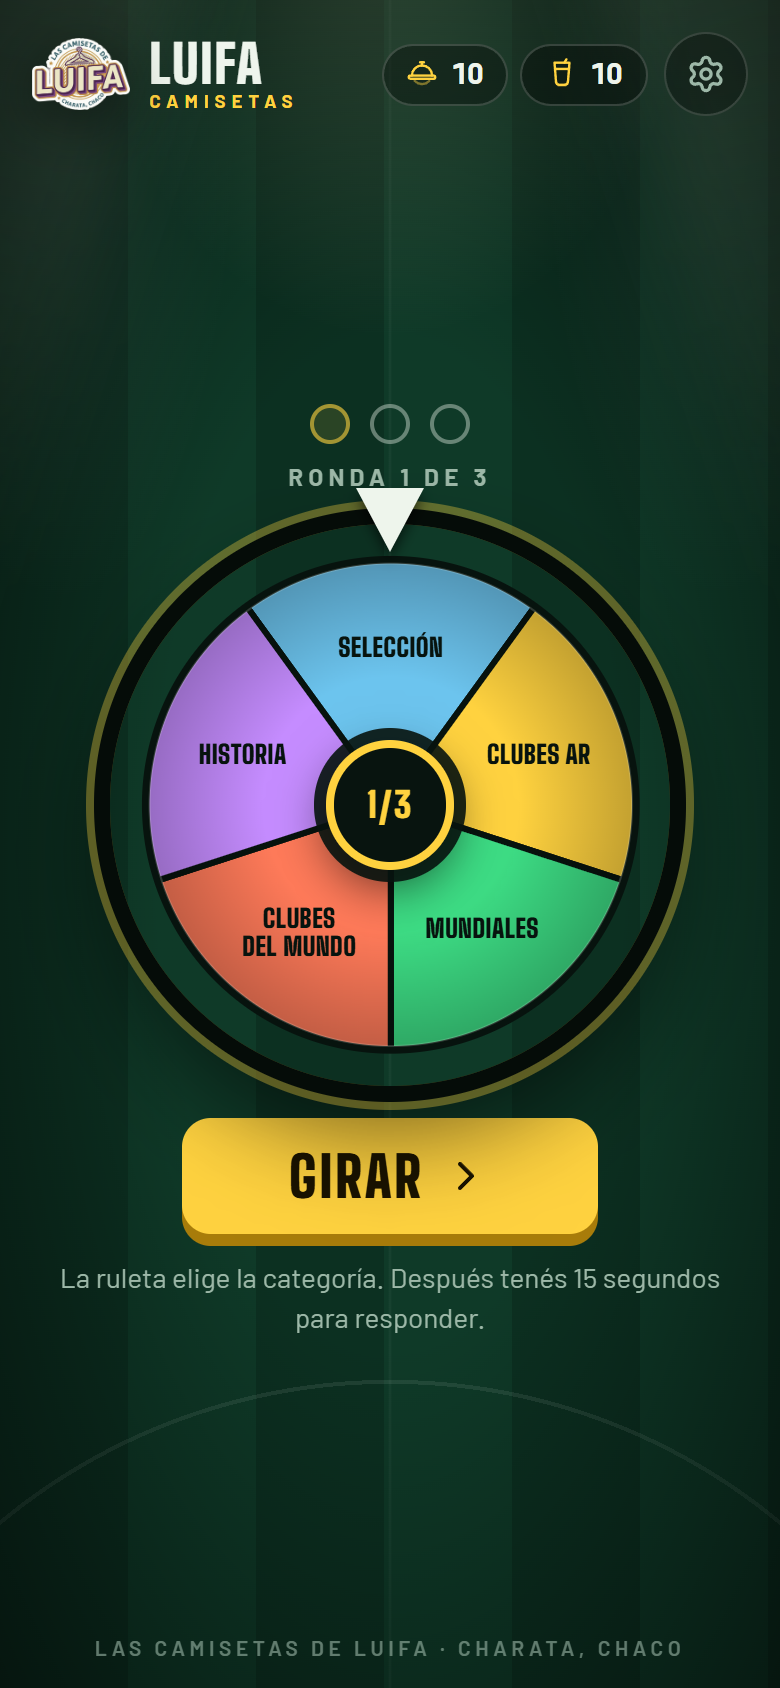 LAS CAMISETAS DE
LUIFA
CHARATA, CHACO
LUIFA
CAMISETAS
10
10
RONDA 1 DE 3
SELECCIÓN
HISTORIA
CLUBES AR
1/3
CLUBES
DEL MUNDO
MUNDIALES
GIRAR
La ruleta elige la categoría. Después tenés 15 segundos
para responder.
LAS CAMISETAS DE LUIFA · CHARATA, CHACO